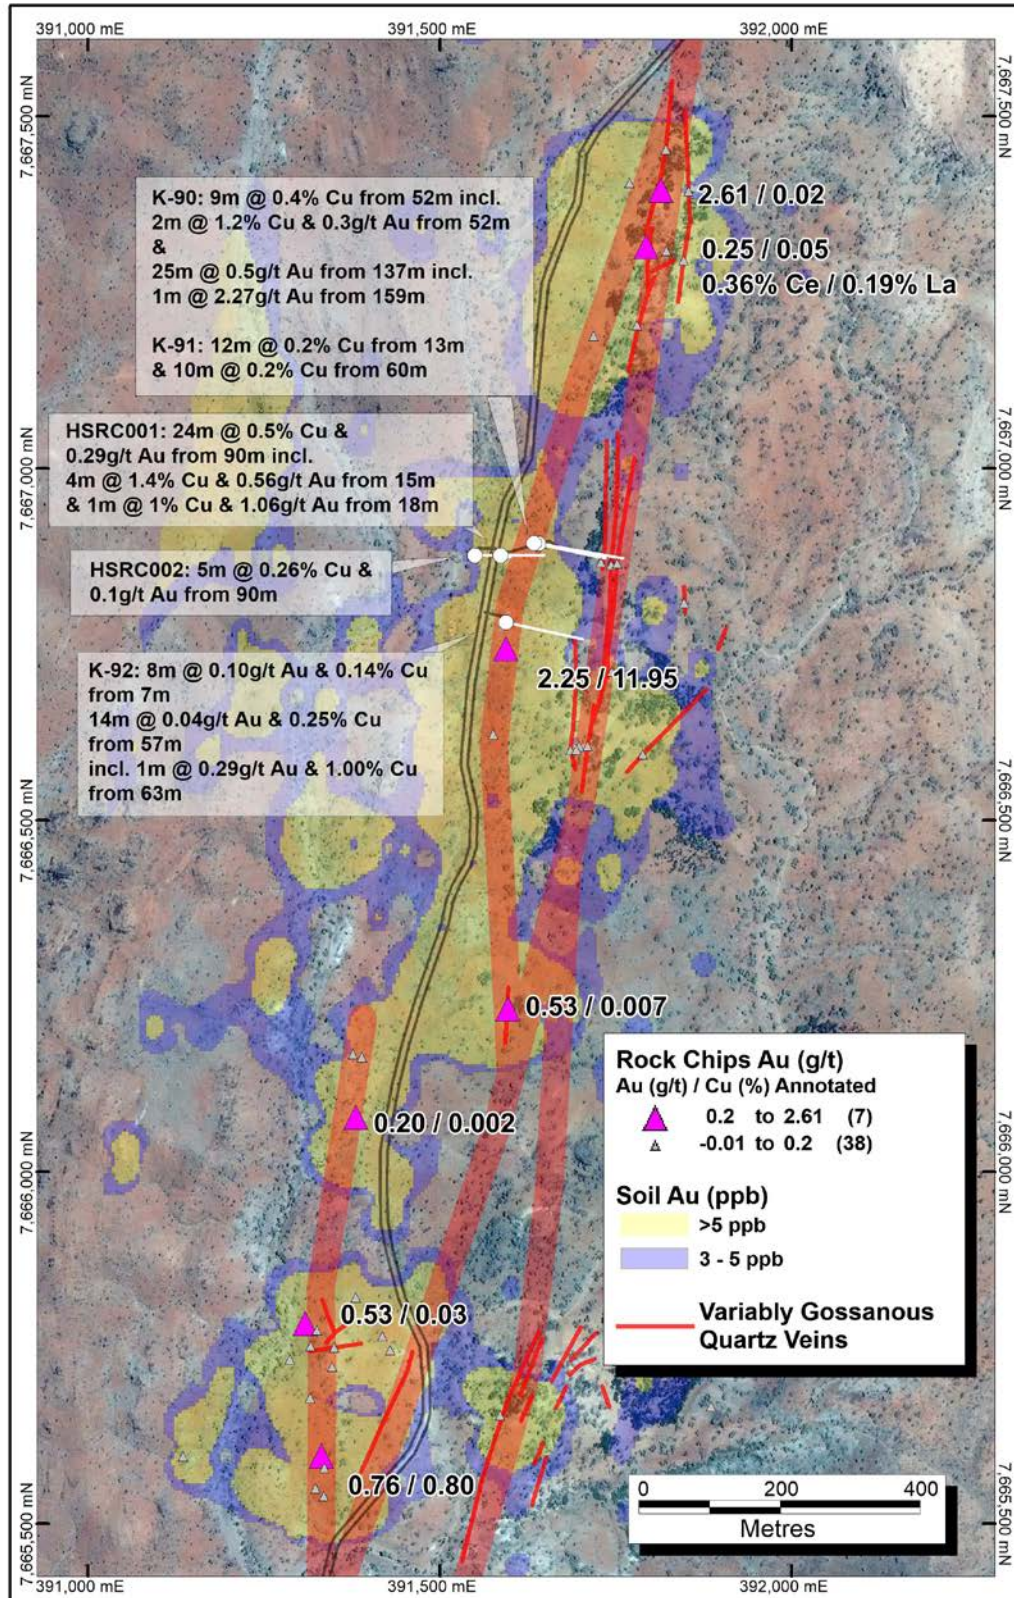 391,000 mE
391,500 mE
392,000 mE
7,667,500 mN
7,667,500 mN
K-90: 9m @ 0.4% Cu from 52m incl.
2m @ 1.2% Cu & 0.3g/t Au from 52m
&
25m @ 0.5g/t Au from 137m incl.
1m @ 2.27g/t Au from 159m
K-91: 12m @ 0.2% Cu from 13m
& 10m @ 0.2% Cu from 60m
2.61 / 0.02
0.25 / 0.05
0.36% Ce / 0.19% La
HSRC001: 24m @ 0.5% Cu &
0.29g/t Au from 90m incl.
4m @ 1.4% Cu & 0.56g/t Au from 15m
& 1m @ 1% Cu & 1.06g/t Au from 18m
7,667,000 mN
7,667,000 mN
HSRC002: 5m @ 0.26% Cu &
0.1g/t Au from 90m
K-92: 8m @ 0.10g/t Au & 0.14% Cu
from 7m
14m @ 0.04g/t Au & 0.25% Cu
from 57m
incl. 1m @ 0.29g/t Au & 1.00% Cu
from 63m
2.25 / 11.95
7,666,500 mN
7,666,500 mN
0.53 / 0.007
0.20 / 0.002
7,666,000 mN
7,666,000 mN
Rock Chips Au (g/t)
Au (g/t) / Cu (%) Annotated
0.2 to 2.61 (7)
-0.01 to 0.2 (38)
Soil Au (ppb)
>5 ppb
3 - 5 ppb
Variably Gossanous
Quartz Veins
0.53 / 0.03
0.76 / 0.80
0 200 400
Metres
7,665,500 mN
7,665,500 mN
391,000 mE
391,500 mE
392,000 mE